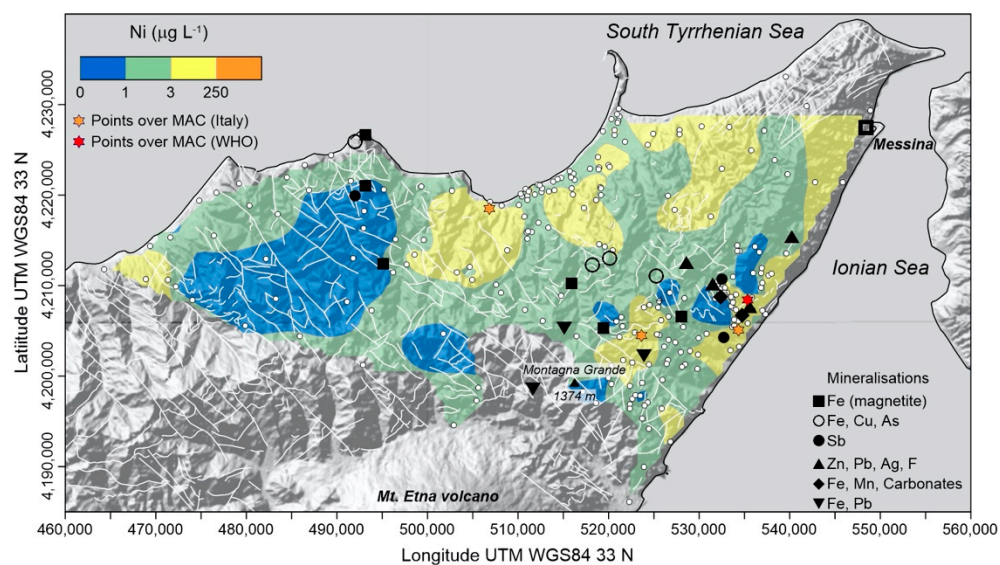 South Tyrrhenian Sea
Ni (µg L⁻¹)
0 1 3 250
Points over MAC (Italy)
Points over MAC (WHO)
Messina
Ionian Sea
Montagna Grande
1374 m
Mt. Etna volcano
Mineralisations
Fe (magnetite)
Fe, Cu, As
Sb
Zn, Pb, Ag, F
Fe, Mn, Carbonates
Fe, Pb
Latiitude UTM WGS84 33 N
4,230,000
4,220,000
4,210,000
4,200,000
4,190,000
460,000 470,000 480,000 490,000 500,000 510,000 520,000 530,000 540,000 550,000 560,000
Longitude UTM WGS84 33 N